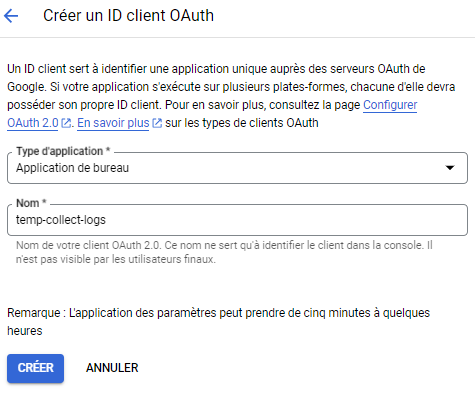 Créer un ID client OAuth
Un ID client sert à identifier une application unique auprès des serveurs OAuth de
Google. Si votre application s'exécute sur plusieurs plates-formes, chacune d'elle devra
posséder son propre ID client. Pour en savoir plus, consultez la page Configurer
OAuth 2.0. En savoir plus sur les types de clients OAuth
Type d'application *
Application de bureau
Nom *
temp-collect-logs
Nom de votre client OAuth 2.0. Ce nom ne sert qu'à identifier le client dans la console. Il
n'est pas visible par les utilisateurs finaux.
Remarque : L'application des paramètres peut prendre de cinq minutes à quelques
heures
CRÉER ANNULER